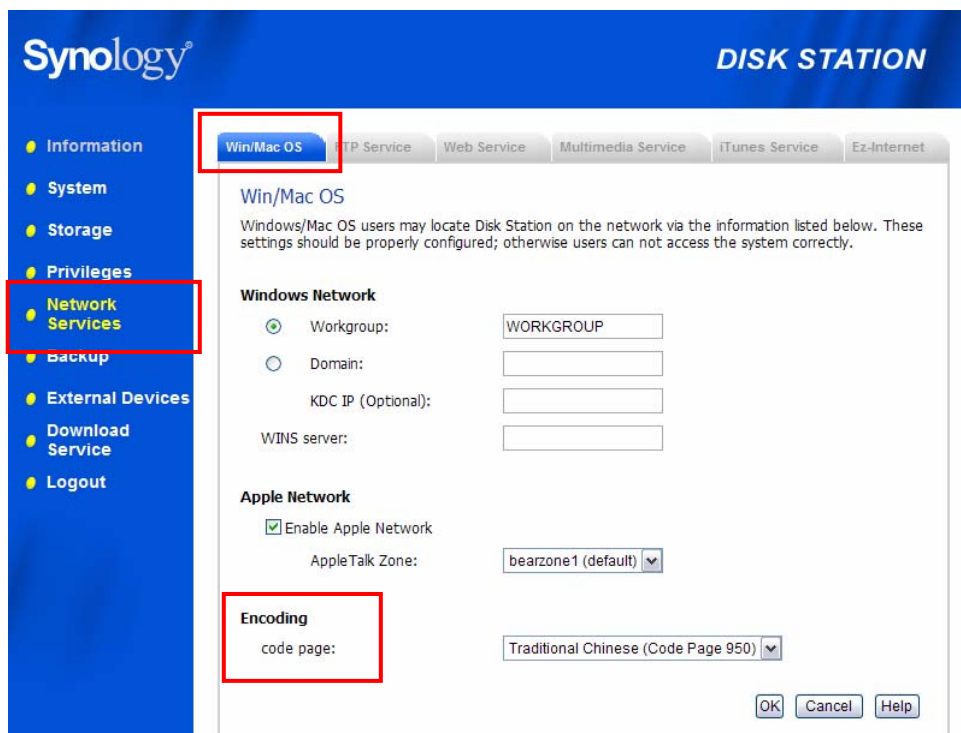 Synology®
DISK STATION
Information
System
Storage
Privileges
Network
Services
Backup
External Devices
Download
Service
Logout
Win/Mac OS
FTP Service
Web Service
Multimedia Service
iTunes Service
Ez-Internet
Win/Mac OS
Windows/Mac OS users may locate Disk Station on the network via the information listed below. These
settings should be properly configured; otherwise users can not access the system correctly.
Windows Network
Workgroup: WORKGROUP
Domain:
KDC IP (Optional):
WINS server:
Apple Network
Enable Apple Network
AppleTalk Zone: bearzone1 (default)
Encoding
code page: Traditional Chinese (Code Page 950)
OK Cancel Help